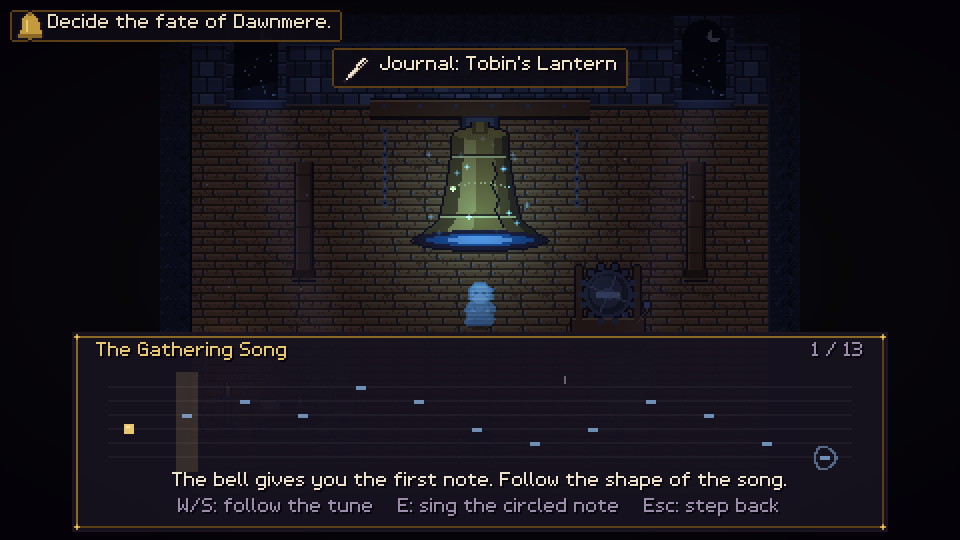 Decide the fate of Dawnmere.
Journal: Tobin's Lantern
The Gathering Song
1 / 13
The bell gives you the first note. Follow the shape of the song.
W/S: follow the tune E: sing the circled note Esc: step back